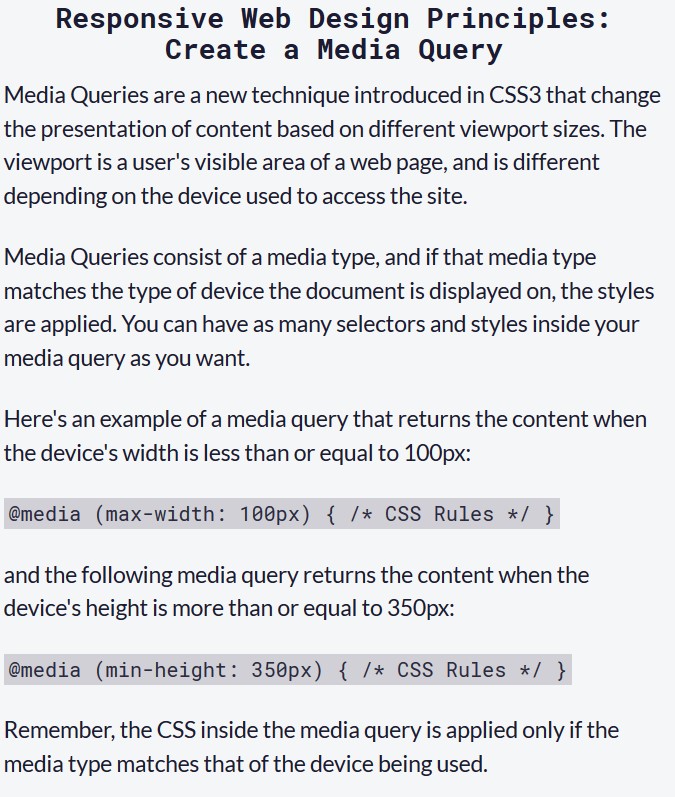 Responsive Web Design Principles:
Create a Media Query
Media Queries are a new technique introduced in CSS3 that change
the presentation of content based on different viewport sizes. The
viewport is a user's visible area of a web page, and is different
depending on the device used to access the site.
Media Queries consist of a media type, and if that media type
matches the type of device the document is displayed on, the styles
are applied. You can have as many selectors and styles inside your
media query as you want.
Here's an example of a media query that returns the content when
the device's width is less than or equal to 100px:
@media (max-width: 100px) { /* CSS Rules */ }
and the following media query returns the content when the
device's height is more than or equal to 350px:
@media (min-height: 350px) { /* CSS Rules */ }
Remember, the CSS inside the media query is applied only if the
media type matches that of the device being used.